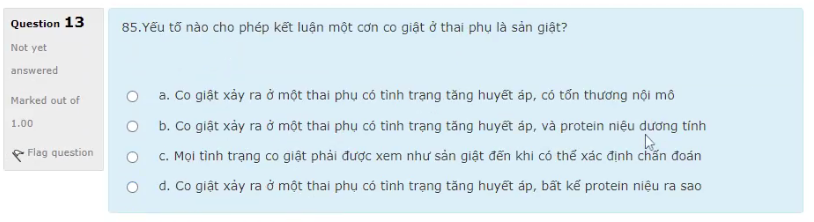 Question 13
Not yet
answered
Marked out of
1.00
Flag question
85.Yếu tố nào cho phép kết luận một cơn co giật ở thai phụ là sản giật?
a. Co giật xảy ra ở một thai phụ có tình trạng tăng huyết áp, có tổn thương nội mô
b. Co giật xảy ra ở một thai phụ có tình trạng tăng huyết áp, và protein niệu dương tính
c. Mọi tình trạng co giật phải được xem như sản giật đến khi có thể xác định chẩn đoán
d. Co giật xảy ra ở một thai phụ có tình trạng tăng huyết áp, bất kể protein niệu ra sao